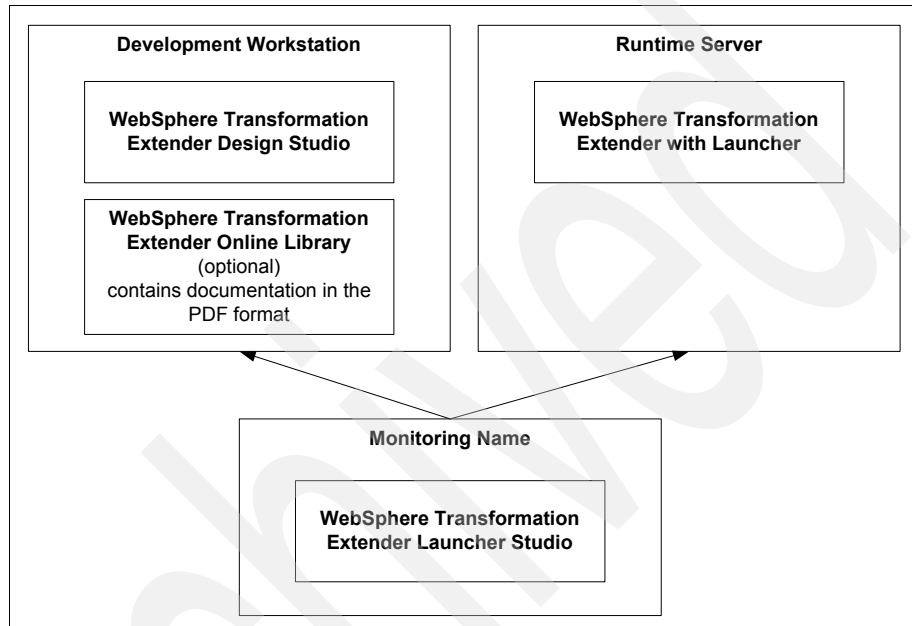 Development Workstation
WebSphere Transformation
Extender Design Studio
WebSphere Transformation
Extender Online Library
(optional)
contains documentation in the
PDF format
Runtime Server
WebSphere Transformation
Extender with Launcher
Monitoring Name
WebSphere Transformation
Extender Launcher Studio